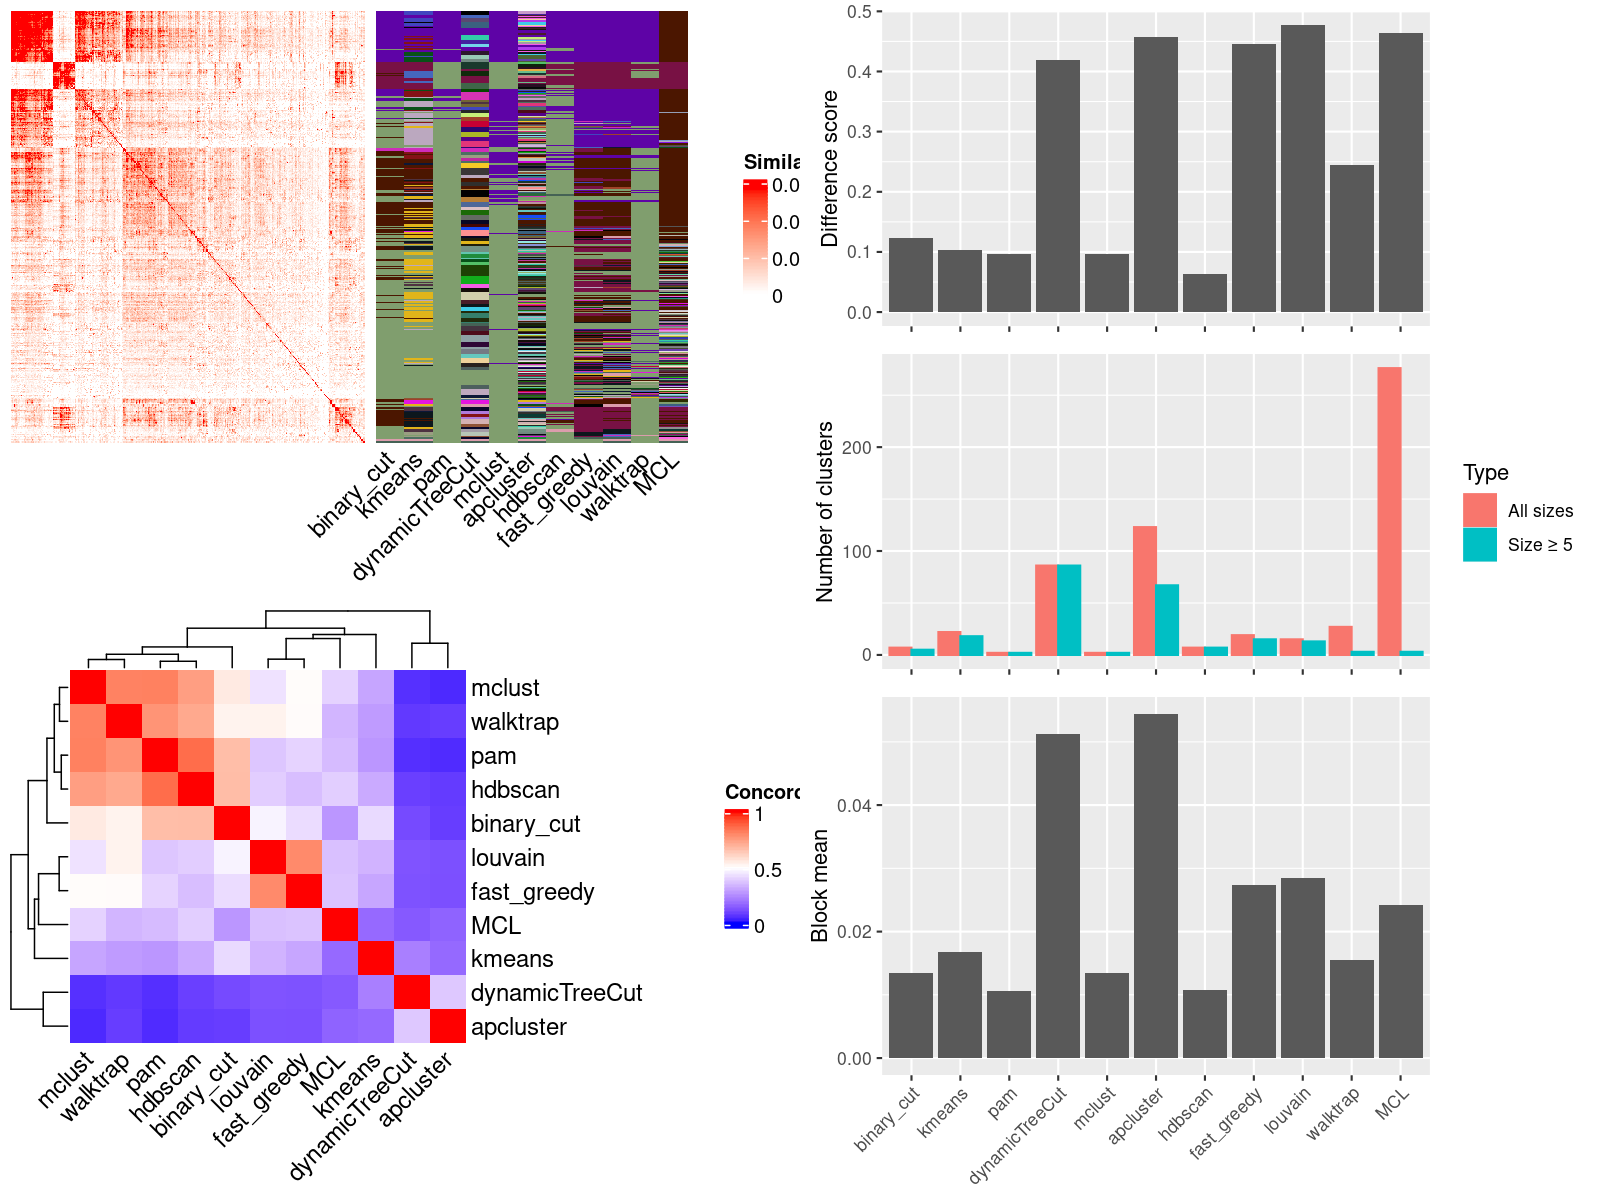 Simila
0.0
0.0
0.0
0
binary_cut
kmeans
pam
dynamicTreeCut
mclust
apcluster
hdbscan
fast_greedy
louvain
walktrap
MCL
mclust
walktrap
pam
hdbscan
binary_cut
louvain
fast_greedy
MCL
kmeans
dynamicTreeCut
apcluster
mclust
walktrap
pam
hdbscan
binary_cut
louvain
fast_greedy
MCL
kmeans
dynamicTreeCut
apcluster
Concord
1
0.5
0
Difference score
0.5
0.4
0.3
0.2
0.1
0.0
Number of clusters
200
100
0
Type
All sizes
Size ≥ 5
Block mean
0.04
0.02
0.00
binary_cut
kmeans
pam
dynamicTreeCut
mclust
apcluster
hdbscan
fast_greedy
louvain
walktrap
MCL